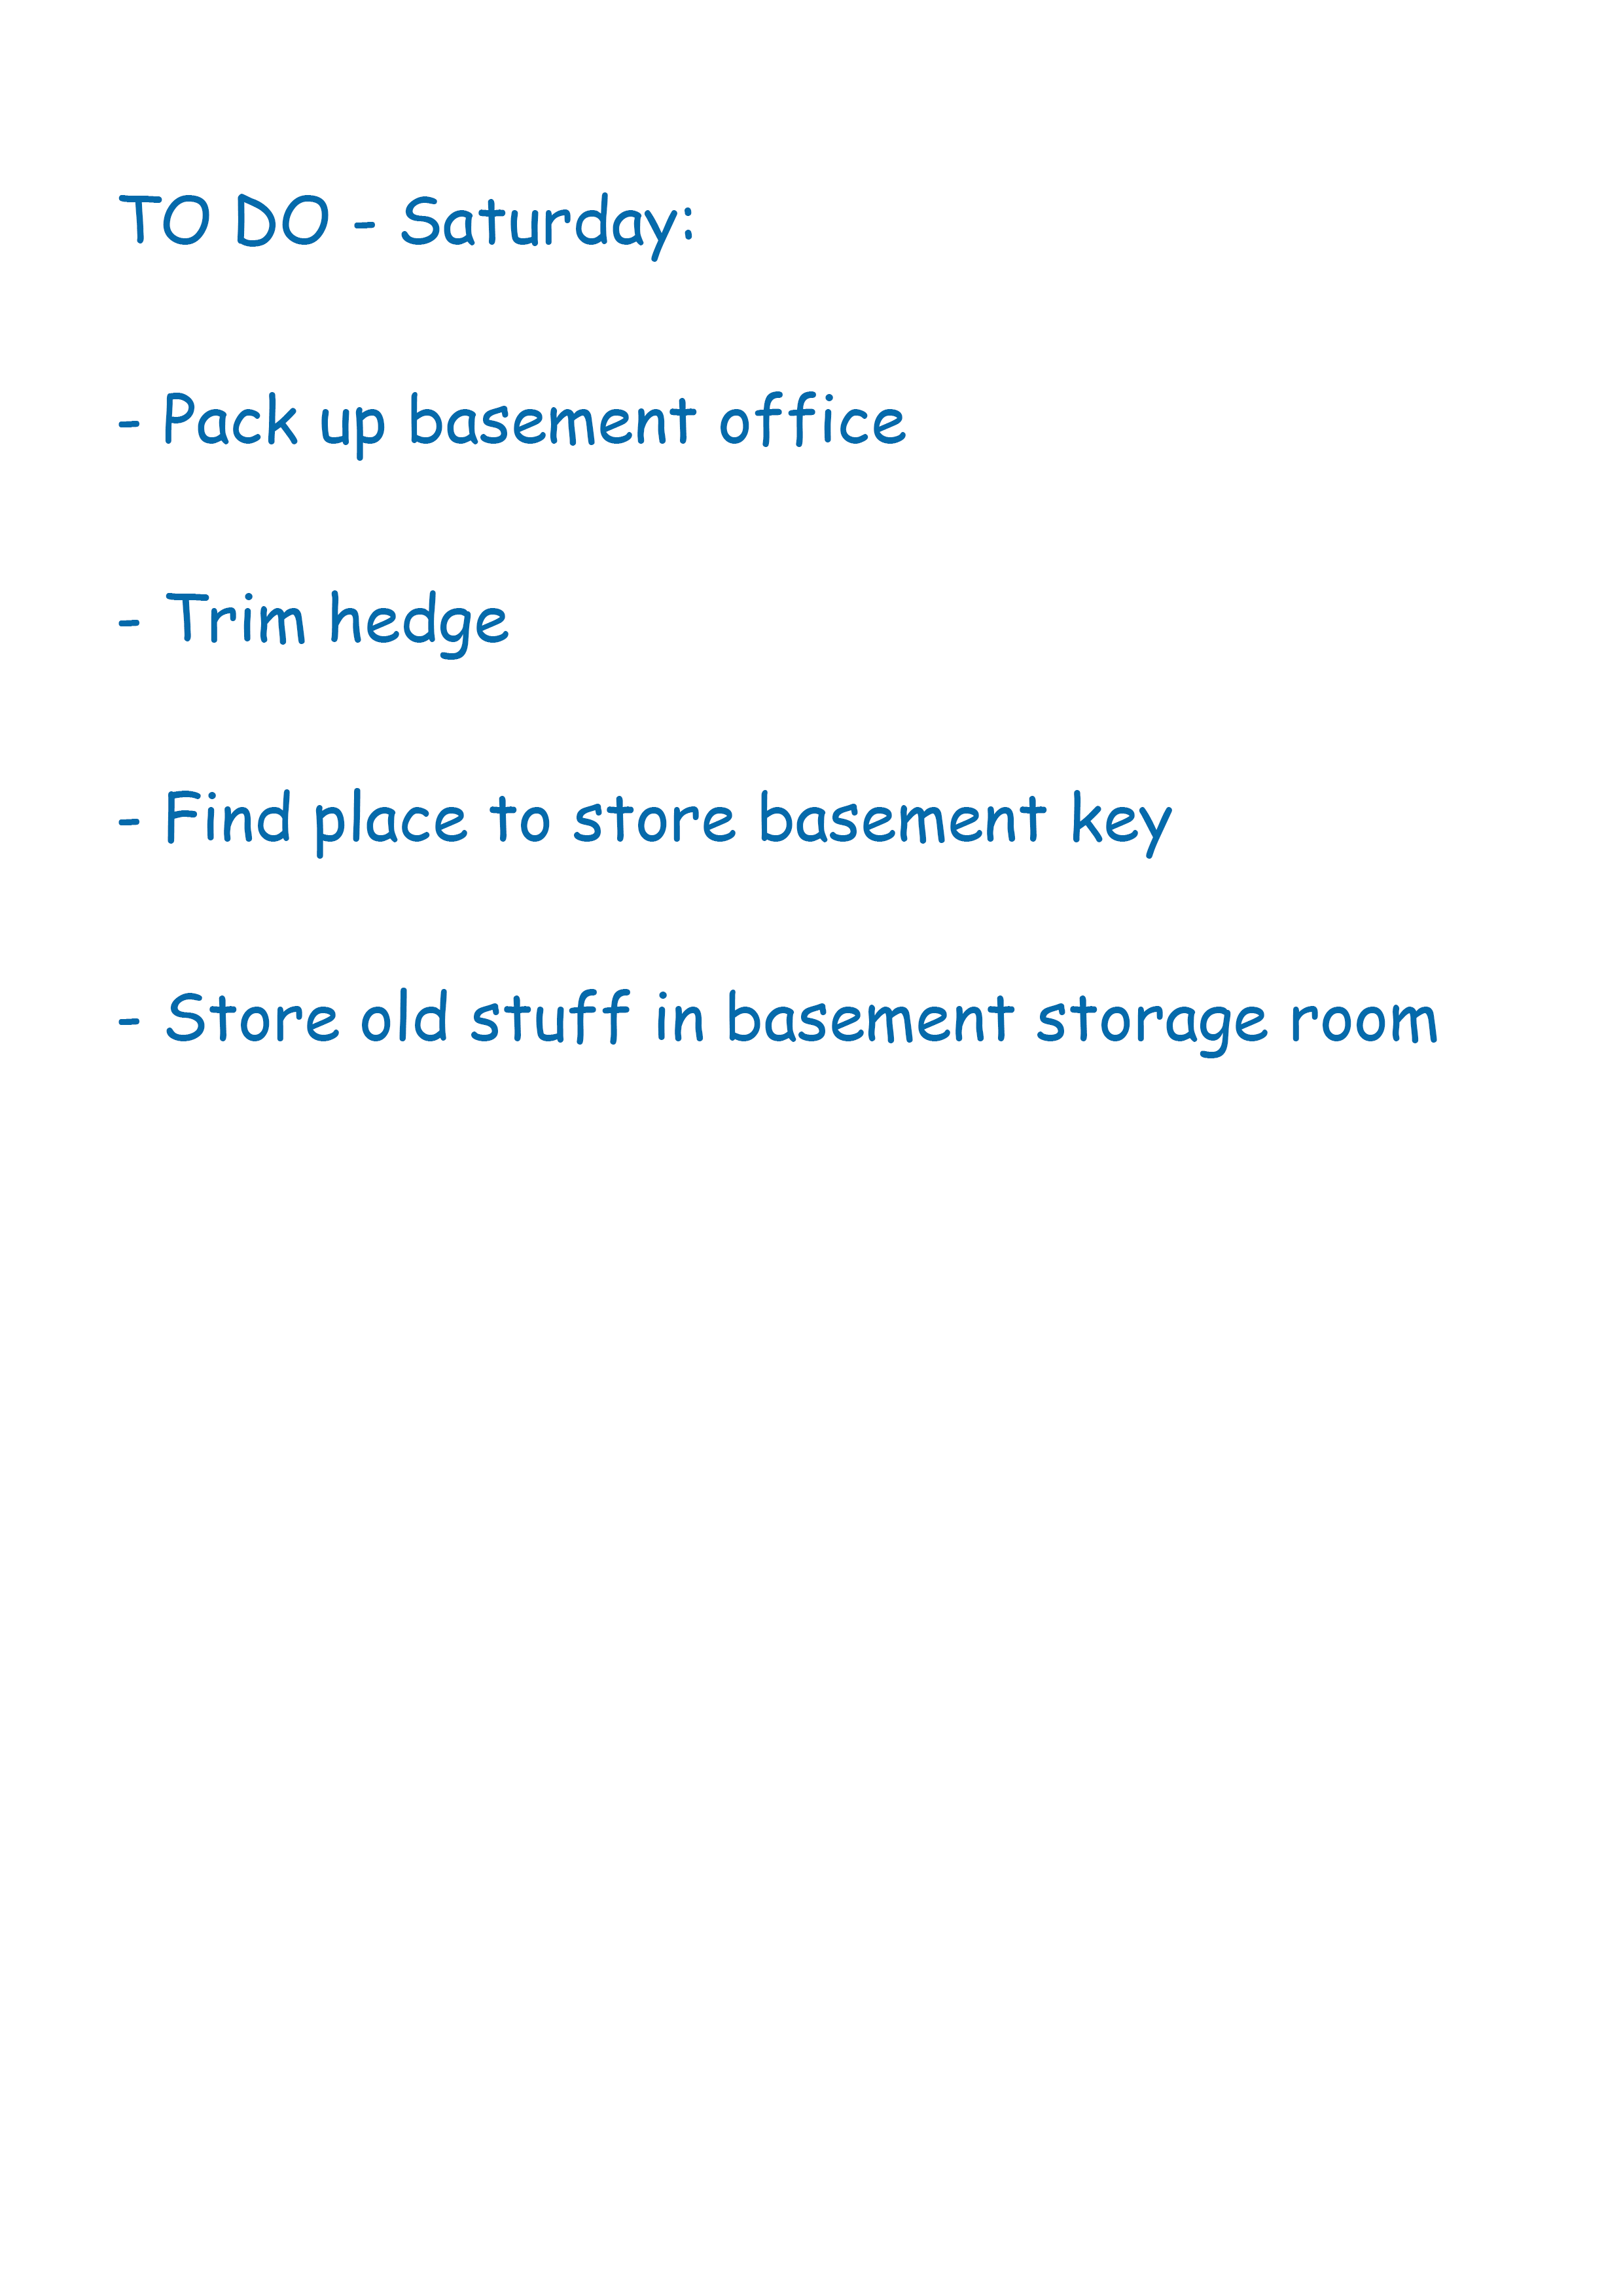 TO DO - Saturday:
- Pack up basement office
- Trim hedge
- Find place to store basement key
- Store old stuff in basement storage room